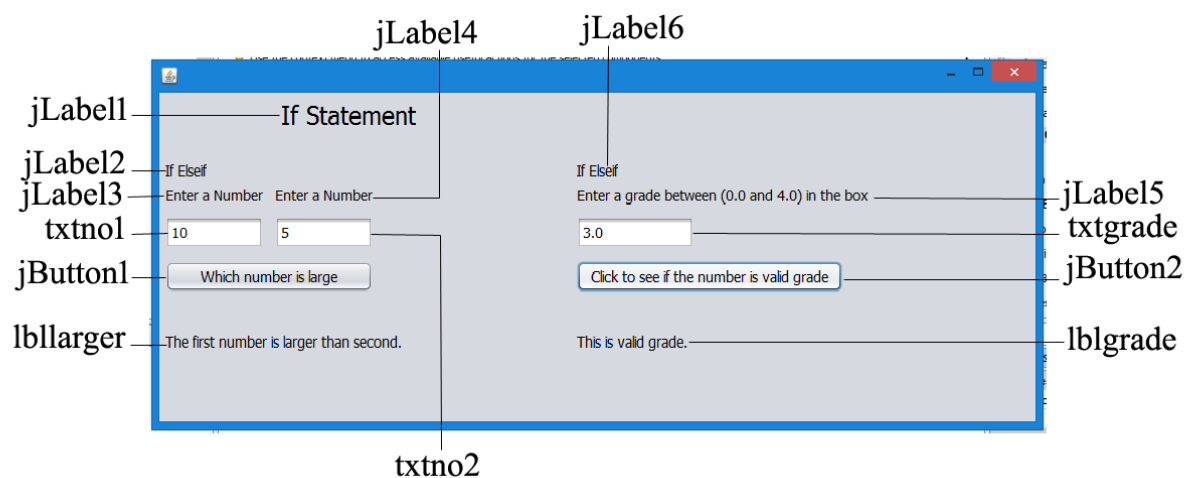 jLabel4
jLabel6
jLabel1
If Statement
jLabel2
If Elseif
If Elseif
jLabel3
Enter a Number
Enter a Number
Enter a grade between (0.0 and 4.0) in the box
jLabel5
txtno1
10
5
3.0
txtgrade
jButton1
Which number is large
Click to see if the number is valid grade
jButton2
lbllarger
The first number is larger than second.
This is valid grade.
lblgrade
txtno2